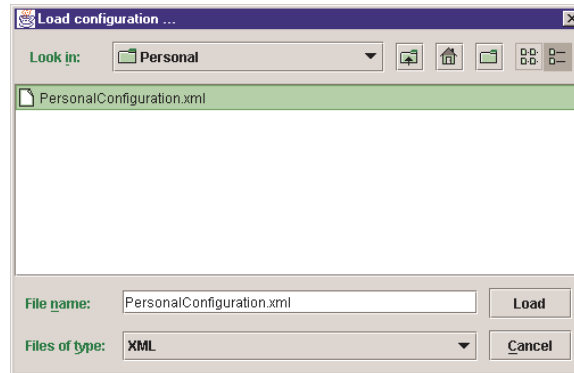 Load configuration ...
Look in: Personal
PersonalConfiguration.xml
File name: PersonalConfiguration.xml Load
Files of type: XML Cancel